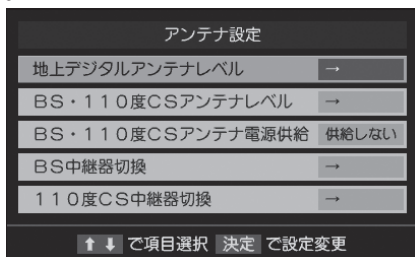 アンテナ設定
地上デジタルアンテナレベル →
BS・110度CSアンテナレベル →
BS・110度CSアンテナ電源供給 供給しない
BS中継器切換 →
110度CS中継器切換 →
↑ ↓ で項目選択 決定 で設定変更